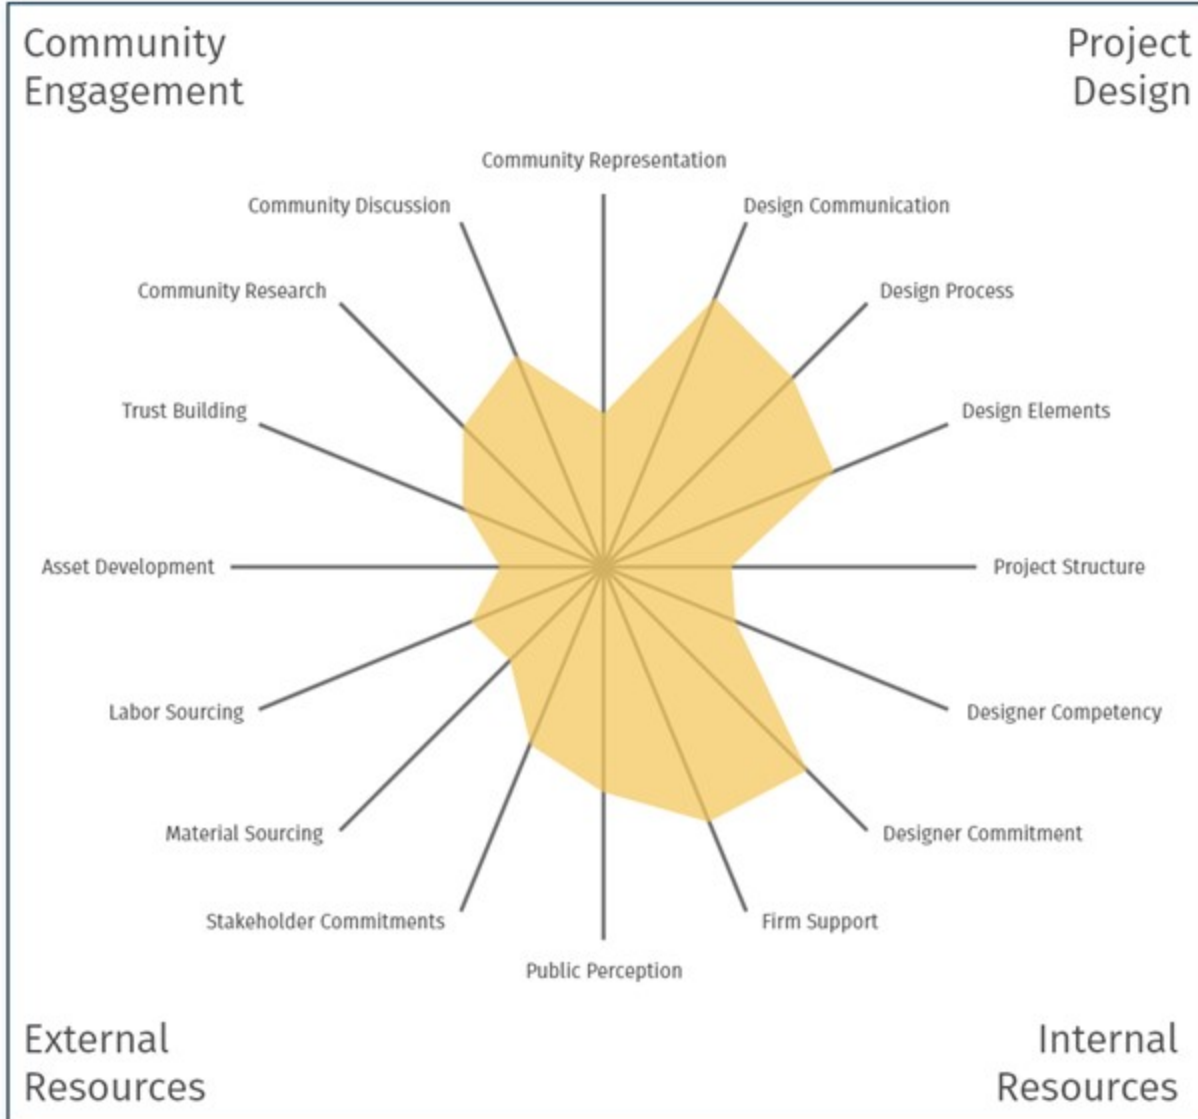 Community
Engagement
Project
Design
Community Representation
Community Discussion
Design Communication
Community Research
Design Process
Trust Building
Design Elements
Asset Development
Project Structure
Labor Sourcing
Designer Competency
Material Sourcing
Designer Commitment
Stakeholder Commitments
Firm Support
Public Perception
External
Resources
Internal
Resources